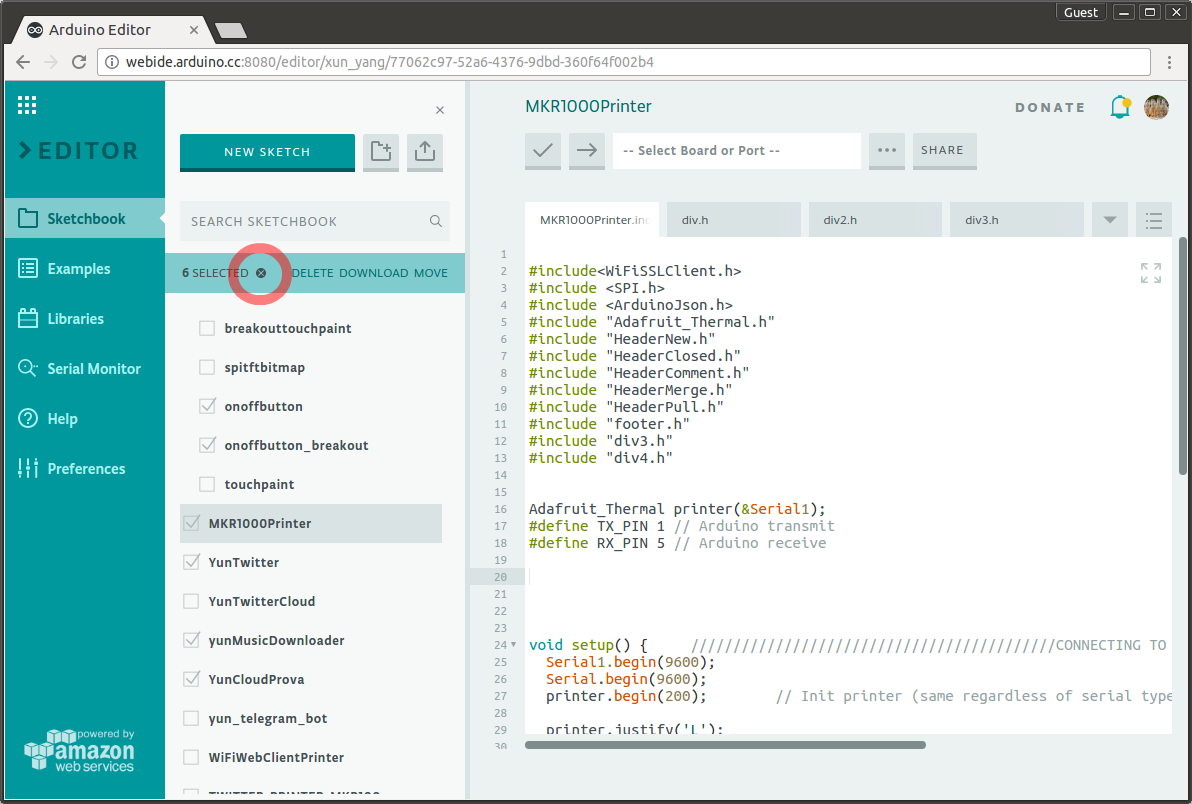 Guest
Arduino Editor
webide.arduino.cc:8080/editor/xun_yang/77062c97-52a6-4376-9dbd-360f64f002b4
EDITOR
Sketchbook
Examples
Libraries
Serial Monitor
Help
Preferences
powered by
amazon
web services
NEW SKETCH
SEARCH SKETCHBOOK
6 SELECTED DELETE DOWNLOAD MOVE
breakouttouchpaint
spitftbitmap
onoffbutton
onoffbutton_breakout
touchpaint
MKR1000Printer
YunTwitter
YunTwitterCloud
yunMusicDownloader
YunCloudProva
yun_telegram_bot
WiFiWebClientPrinter
MKR1000Printer
DONATE
-- Select Board or Port --
SHARE
MKR1000Printer.ino div.h div2.h div3.h
1
2 #include<WiFiSSLClient.h>
3 #include <SPI.h>
4 #include <ArduinoJson.h>
5 #include "Adafruit_Thermal.h"
6 #include "HeaderNew.h"
7 #include "HeaderClosed.h"
8 #include "HeaderComment.h"
9 #include "HeaderMerge.h"
10 #include "HeaderPull.h"
11 #include "footer.h"
12 #include "div3.h"
13 #include "div4.h"
14
15
16 Adafruit_Thermal printer(&Serial1);
17 #define TX_PIN 1 // Arduino transmit
18 #define RX_PIN 5 // Arduino receive
19
20
21
22
23
24 void setup() { ///////////////////////////////////////////CONNECTING TO
25 Serial1.begin(9600);
26 Serial.begin(9600);
27 printer.begin(200); // Init printer (same regardless of serial type
28
29 printer.justify('L');
30